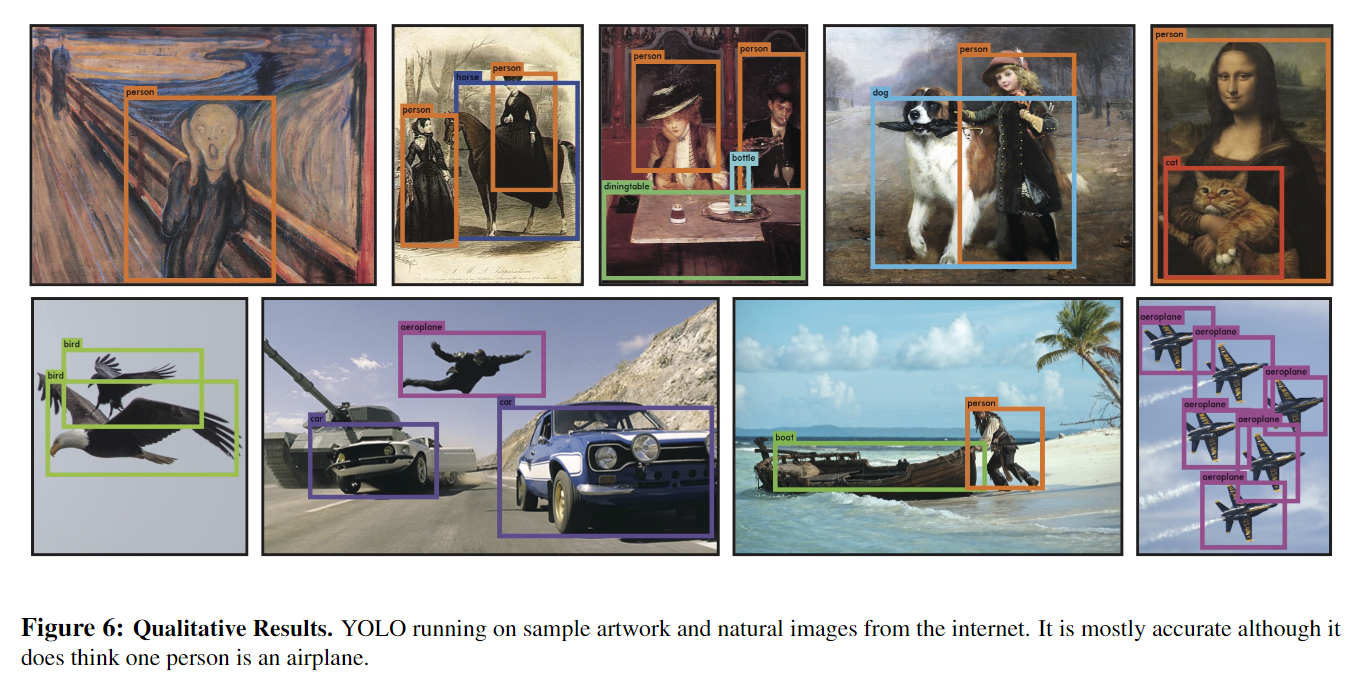 person
horse
person
person
person
person
bottle
diningtable
person
dog
person
cat
bird
bird
aeroplane
car
car
boat
person
aeroplane
aeroplane
aeroplane
aeroplane
aeroplane
aeroplane
Figure 6: Qualitative Results. YOLO running on sample artwork and natural images from the internet. It is mostly accurate although it
does think one person is an airplane.